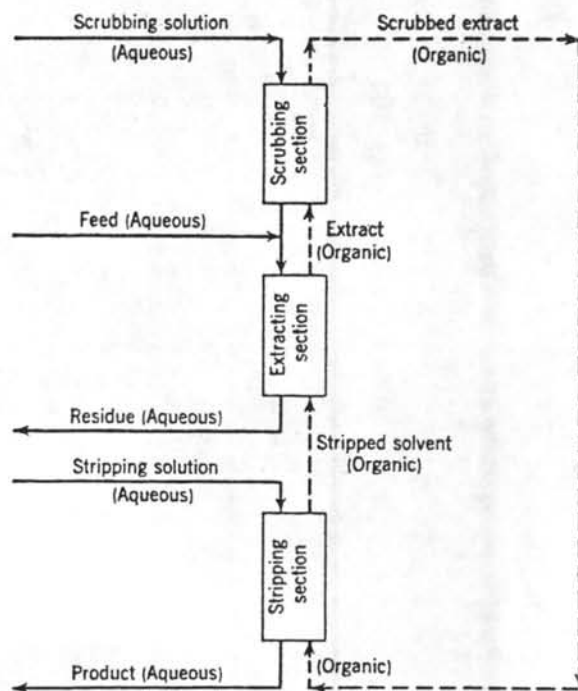 Scrubbing solution
(Aqueous)
Scrubbed extract
(Organic)
Scrubbing
section
Feed (Aqueous)
Extract
(Organic)
Extracting
section
Residue (Aqueous)
Stripped solvent
(Organic)
Stripping solution
(Aqueous)
Stripping
section
Product (Aqueous)
(Organic)